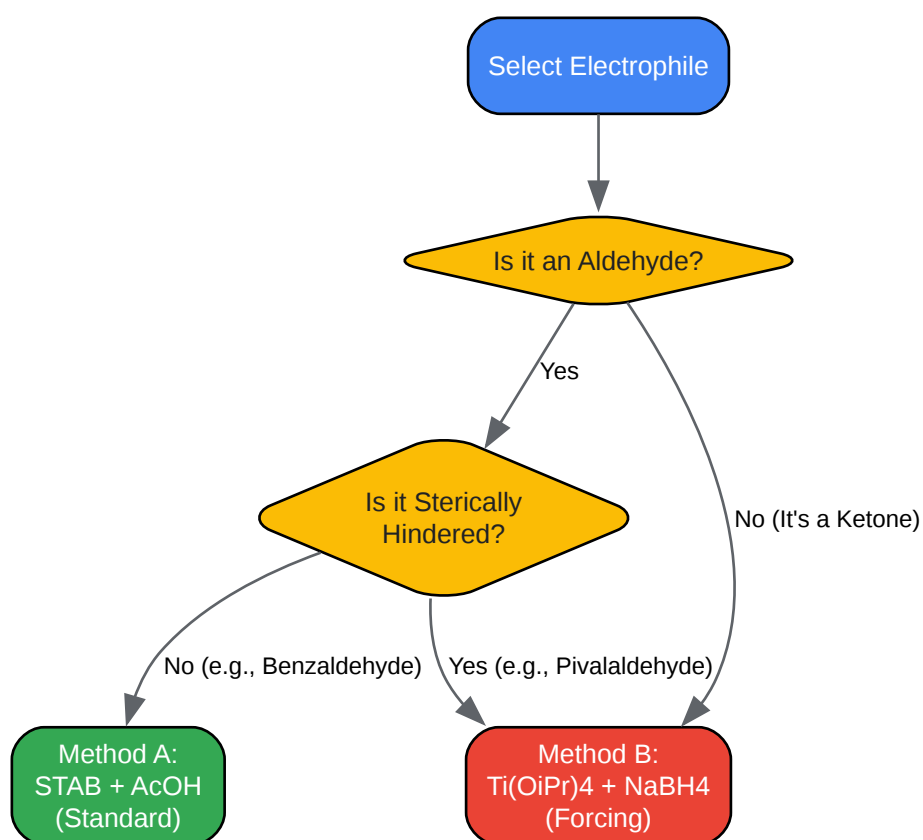 Select Electrophile
Is it an Aldehyde?
Yes
Is it Sterically
Hindered?
No (It's a Ketone)
No (e.g., Benzaldehyde)
Yes (e.g., Pivalaldehyde)
Method A:
STAB + AcOH
(Standard)
Method B:
Ti(OiPr)4 + NaBH4
(Forcing)